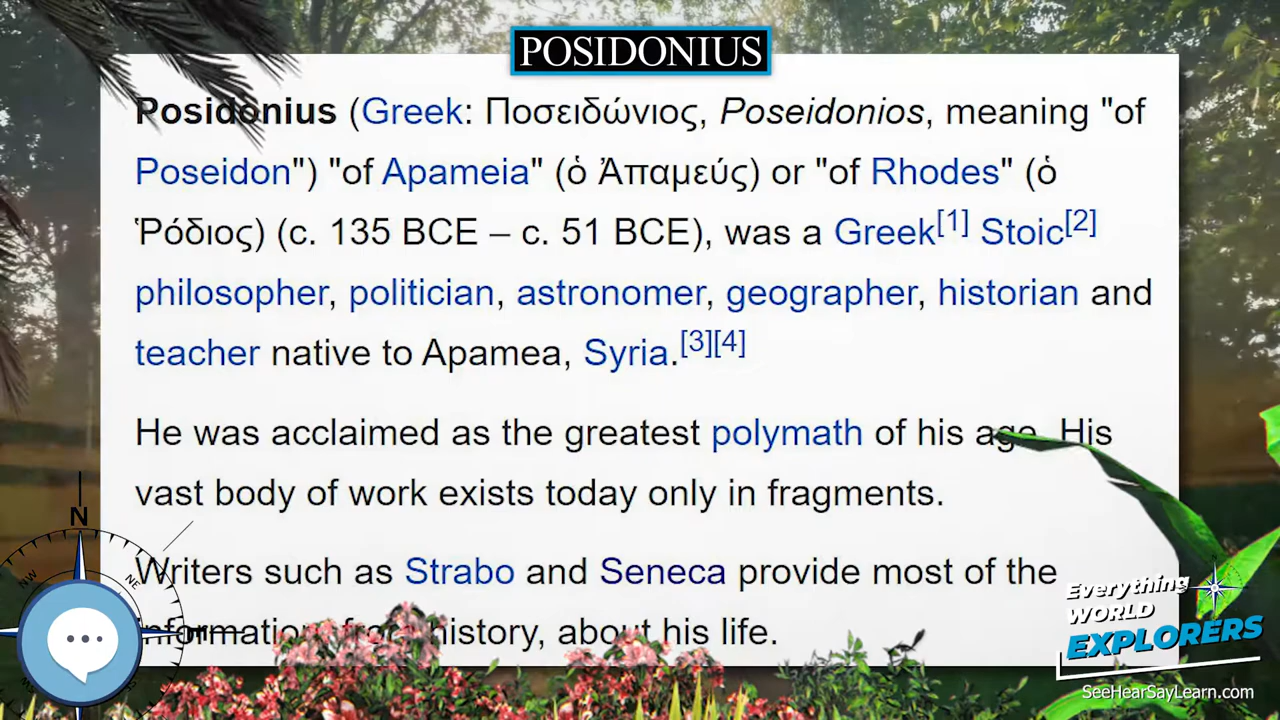 POSIDONIUS
Posidonius (Greek: Ποσειδώνιος, Poseidonios, meaning "of
Poseidon") "of Apameia" (ὁ Ἀπαμεύς) or "of Rhodes" (ὁ
Ῥόδιος) (c. 135 BCE – c. 51 BCE), was a Greek[1] Stoic[2]
philosopher, politician, astronomer, geographer, historian and
teacher native to Apamea, Syria.[3][4]
He was acclaimed as the greatest polymath of his age. His
vast body of work exists today only in fragments.
Writers such as Strabo and Seneca provide most of the
information, from history, about his life.
N
NW
NE
Everything
WORLD
EXPLORERS
SeeHearSayLearn.com